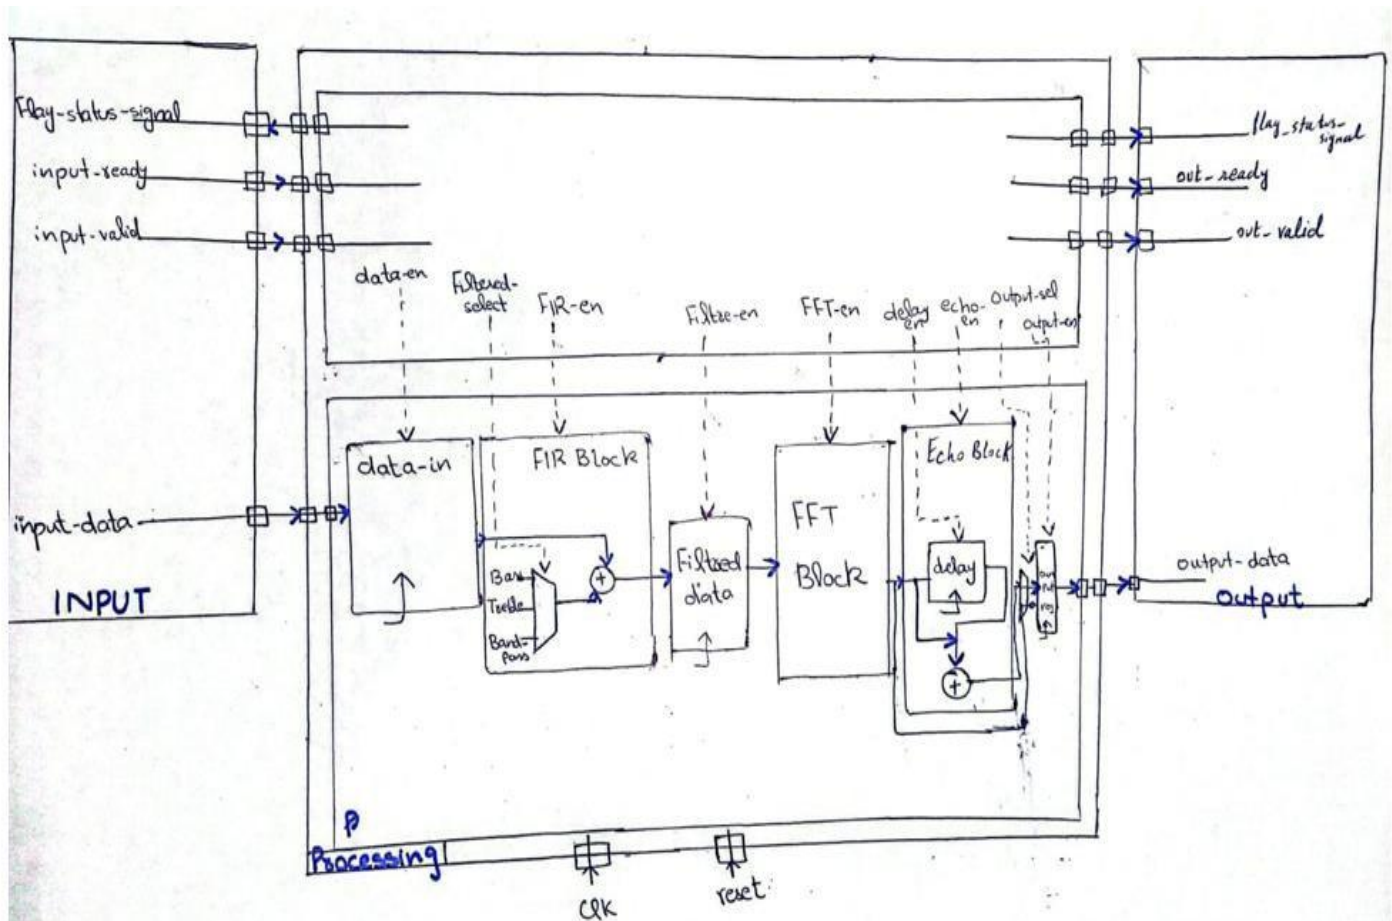 Flag-status-signal
input-ready
input-valid
flag_status-
signal
out-ready
out-valid
data-en
Filtered-
select
FIR-en
Filtre-en
FFT-en
delay
en
echo-
en
Output-sel
output-en
data-in
FIR Block
Echo Block
FFT
Block
input-data
Filtred
data
delay
Bass
Treble
Band-
pass
+
+
output-data
INPUT
output
P
Processing
clk
reset